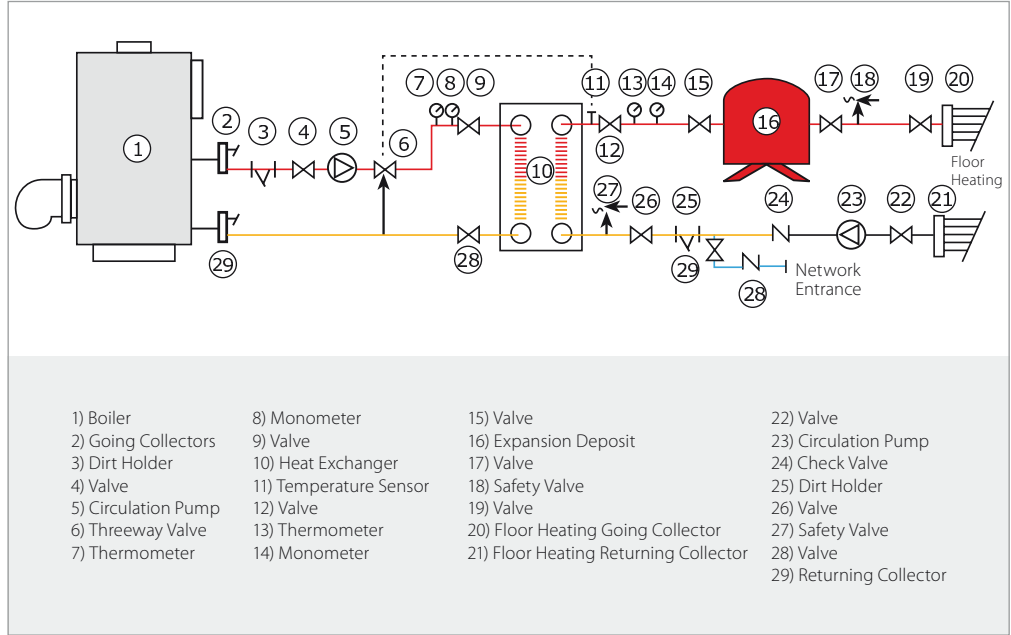 7
8
9
11
13
14
15
17
18
19
20
2
3
4
5
6
12
16
1
10
Floor
Heating
27
26
25
24
23
22
21
29
28
29
28
Network
Entrance
1) Boiler
2) Going Collectors
3) Dirt Holder
4) Valve
5) Circulation Pump
6) Threeway Valve
7) Thermometer
8) Monometer
9) Valve
10) Heat Exchanger
11) Temperature Sensor
12) Valve
13) Thermometer
14) Monometer
15) Valve
16) Expansion Deposit
17) Valve
18) Safety Valve
19) Valve
20) Floor Heating Going Collector
21) Floor Heating Returning Collector
22) Valve
23) Circulation Pump
24) Check Valve
25) Dirt Holder
26) Valve
27) Safety Valve
28) Valve
29) Returning Collector